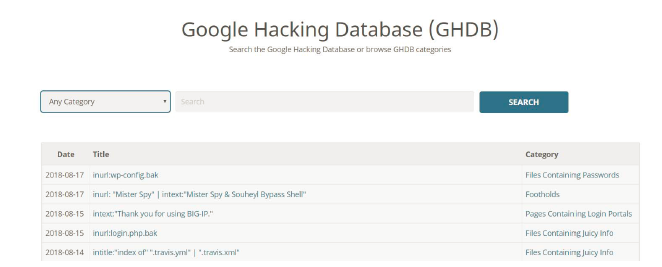 Google Hacking Database (GHDB)
Search the Google Hacking Database or browse GHDB categories
Any Category Search SEARCH
Date Title Category
2018-08-17 inurl:wp-config.bak Files Containing Passwords
2018-08-17 inurl: "Mister Spy" | intext:"Mister Spy & Souheyl Bypass Shell" Footholds
2018-08-15 intext:"Thank you for using BIG-IP." Pages Containing Login Portals
2018-08-15 inurl:login.php.bak Files Containing Juicy Info
2018-08-14 intitle:"index of" ".travis.yml" | ".travis.xml" Files Containing Juicy Info